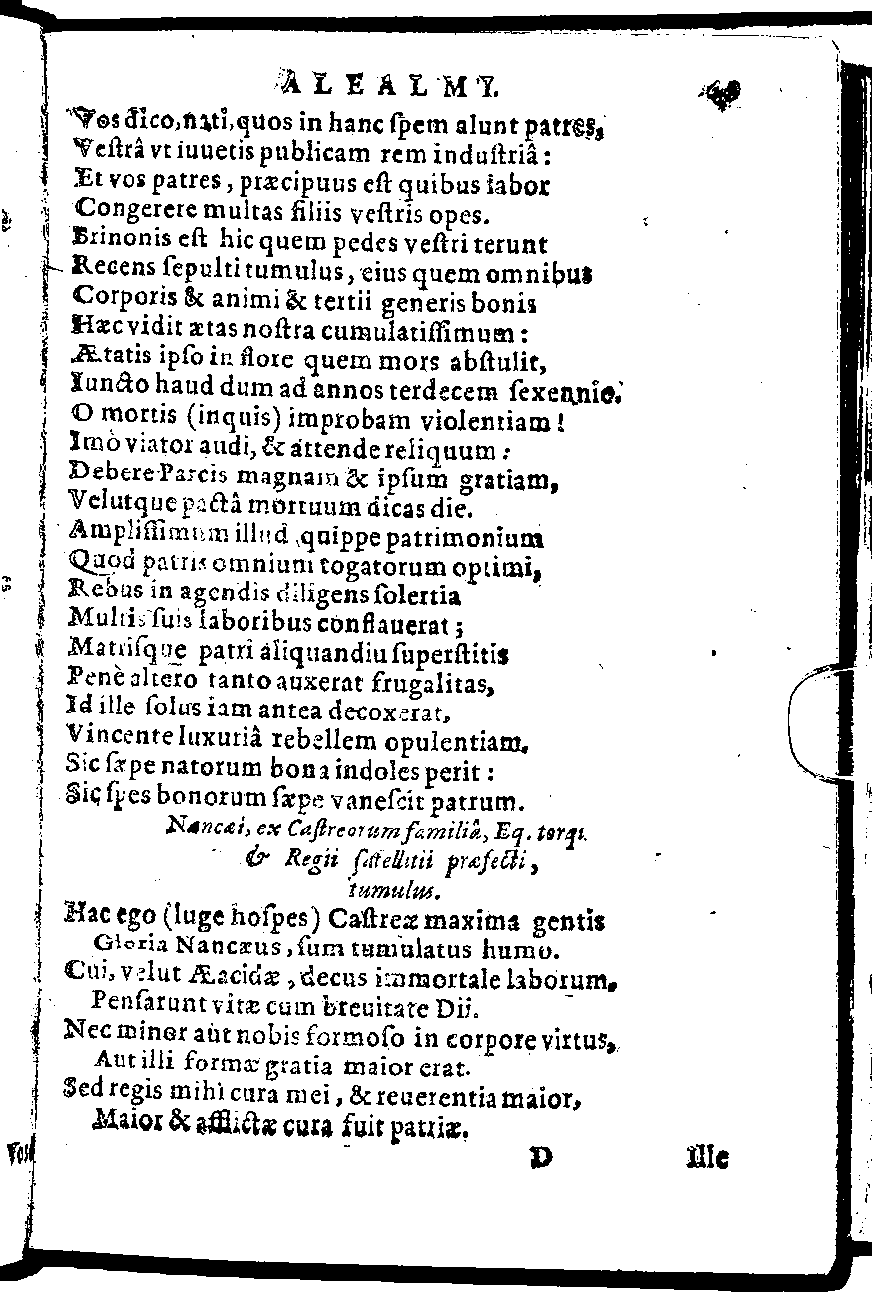 ALEALMI.
Vos dico, nati, quos in hanc ſpem alunt patres,
Veſtrâ vt iuuetis publicam rem induſtriâ:
Et vos patres, præcipuus eſt quibus labor
Congerere multas filiis veſtris opes.
Brinonis eſt hic quem pedes veſtri terunt
Recens ſepulti tumulus, eius quem omnibus
Corporis & animi & tertii generis bonis
Hæc vidit ætas noſtra cumulatiſſimum:
Ætatis ipſo in flore quem mors abſtulit,
Iuncto haud dum ad annos terdecem ſexennio.
O mortis (inquis) improbam violentiam!
Imò viator audi, & attende reliquum:
Debere Parcis magnam & ipſum gratiam,
Velutque pactâ mortuum dicas die.
Ampliſſimum illud quippe patrimonium
Quod patris omnium togatorum optimi,
Rebus in agendis diligens ſolertia
Multis ſuis laboribus conflauerat;
Matriſque patri aliquandiu ſuperſtitis
Penè altero tanto auxerat frugalitas,
Id ille ſolus iam antea decoxerat,
Vincente luxuriâ rebellem opulentiam.
Sic ſæpe natorum bona indoles perit:
Sic ſpes bonorum ſæpe vaneſcit patrum.
Nancæi, ex Caſtreorum familiâ, Eq. torq.
& Regii ſatellitii præfecti,
tumulus.
Hac ego (luge hoſpes) Caſtreæ maxima gentis
Gloria Nancæus, ſum tumulatus humo.
Cui, velut Æacidæ, decus immortale laborum,
Penſarunt vitæ cum breuitate Dii.
Nec minor aut nobis formoſo in corpore virtus,
Aut illi formæ gratia maior erat.
Sed regis mihi cura mei, & reuerentia maior,
Maior & afflictæ cura fuit patriæ.
D Ille